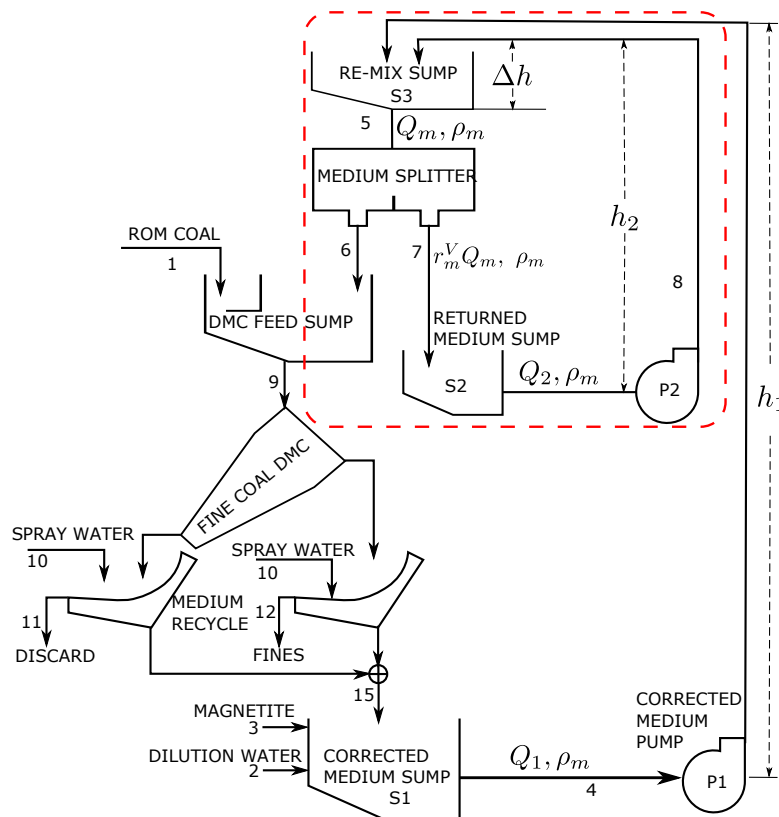 RE-MIX SUMP
S3
Δh
5
Q_m, ρ_m
MEDIUM SPLITTER
h_2
ROM COAL
1
6
7
r_m^V Q_m, ρ_m
8
DMC FEED SUMP
RETURNED
MEDIUM SUMP
S2
Q_2, ρ_m
P2
9
h_1
FINE COAL DMC
SPRAY WATER
10
SPRAY WATER
10
MEDIUM
RECYCLE
11
12
DISCARD
FINES
15
MAGNETITE
3
DILUTION WATER
2
CORRECTED
MEDIUM SUMP
S1
Q_1, ρ_m
4
CORRECTED
MEDIUM
PUMP
P1